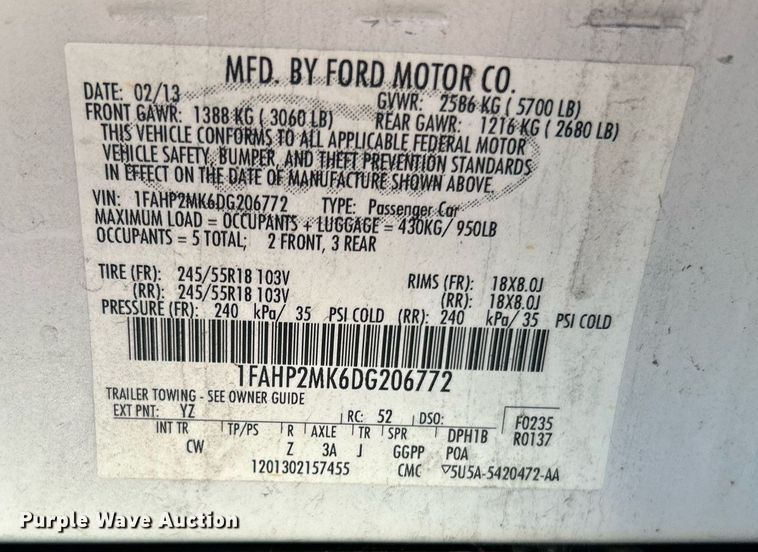 MFD. BY FORD MOTOR CO.
DATE: 02/13 GVWR: 2586 KG ( 5700 LB)
FRONT GAWR: 1388 KG ( 3060 LB) REAR GAWR: 1216 KG ( 2680 LB)
THIS VEHICLE CONFORMS TO ALL APPLICABLE FEDERAL MOTOR
VEHICLE SAFETY, BUMPER, AND THEFT PREVENTION STANDARDS
IN EFFECT ON THE DATE OF MANUFACTURE SHOWN ABOVE.
VIN: 1FAHP2MK6DG206772 TYPE: Passenger Car
MAXIMUM LOAD = OCCUPANTS + LUGGAGE = 430KG/ 950LB
OCCUPANTS = 5 TOTAL; 2 FRONT, 3 REAR
TIRE (FR): 245/55R18 103V RIMS (FR): 18X8.0J
(RR): 245/55R18 103V (RR): 18X8.0J
PRESSURE (FR): 240 kPa/ 35 PSI COLD (RR): 240 kPa/ 35 PSI COLD
1FAHP2MK6DG206772
TRAILER TOWING - SEE OWNER GUIDE
EXT PNT: YZ RC: 52 DSO: F0235
INT TR TP/PS R AXLE TR SPR DPH1B R0137
CW Z 3A J GGPP POA
1201302157455 CMC ▽5U5A-5420472-AA
Purple Wave Auction